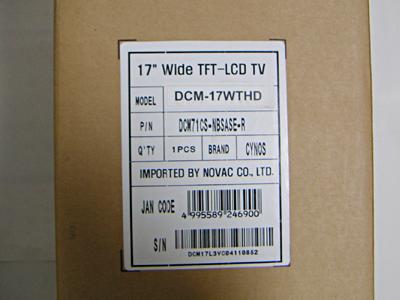 17" Wide TFT-LCD TV
MODEL DCM-17WTHD
P/N DCM71CS-NBSASE-R
Q'TY 1PCS BRAND CYNOS
IMPORTED BY NOVAC CO., LTD.
JAN CODE 4 995589 246900
S/N
DCM17L3VC04110852